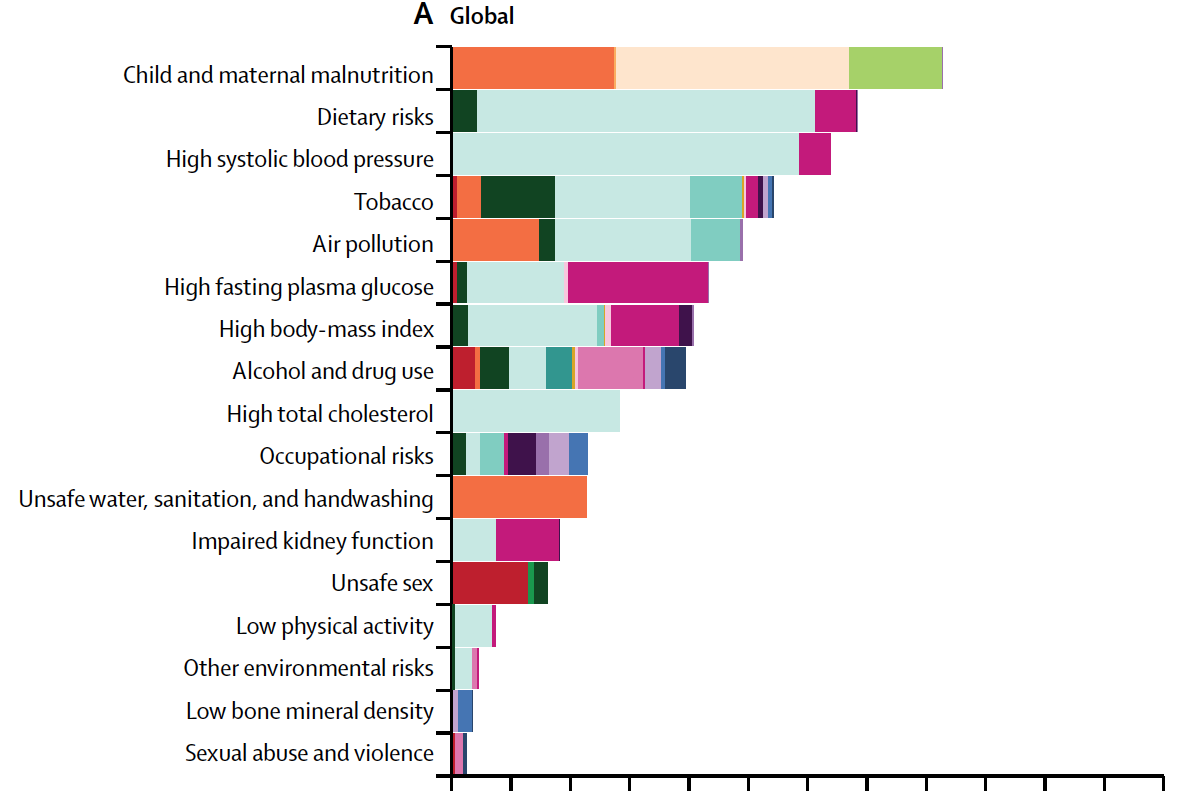 A Global
Child and maternal malnutrition
Dietary risks
High systolic blood pressure
Tobacco
Air pollution
High fasting plasma glucose
High body-mass index
Alcohol and drug use
High total cholesterol
Occupational risks
Unsafe water, sanitation, and handwashing
Impaired kidney function
Unsafe sex
Low physical activity
Other environmental risks
Low bone mineral density
Sexual abuse and violence